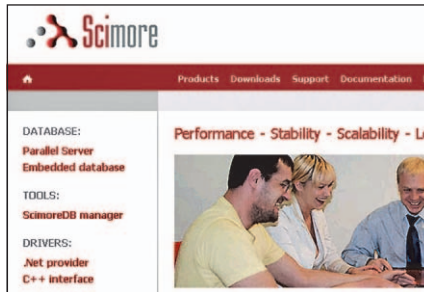 Scimore
Products Downloads Support Documentation
DATABASE:
Parallel Server
Embedded database
TOOLS:
ScimoreDB manager
DRIVERS:
.Net provider
C++ interface
Performance - Stability - Scalability - L